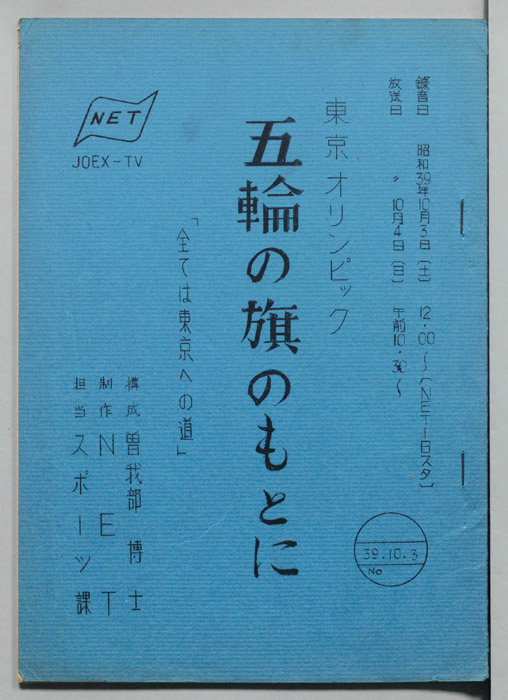 録音日 昭和39年10月3日(土) 12・00〜(NET-Bスタ)
放送日 〃 10月4日(日) 午前10・30〜
東京オリンピック
五輪の旗のもとに
「全ては東京への道」
NET
JOEX-TV
構成 曽我部 博士
制作 NET
担当 スポーツ課
39.10.3
No